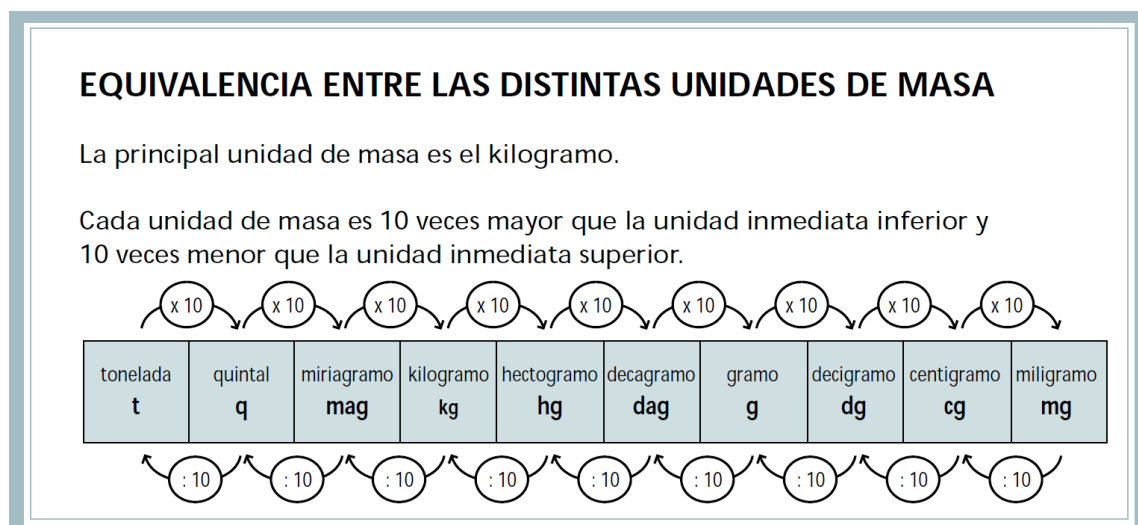 EQUIVALENCIA ENTRE LAS DISTINTAS UNIDADES DE MASA
La principal unidad de masa es el kilogramo.
Cada unidad de masa es 10 veces mayor que la unidad inmediata inferior y
10 veces menor que la unidad inmediata superior.
x 10 x 10 x 10 x 10 x 10 x 10 x 10 x 10 x 10
tonelada quintal miriagramo kilogramo hectogramo decagramo gramo decigramo centigramo miligramo
t q mag kg hg dag g dg cg mg
: 10 : 10 : 10 : 10 : 10 : 10 : 10 : 10 : 10